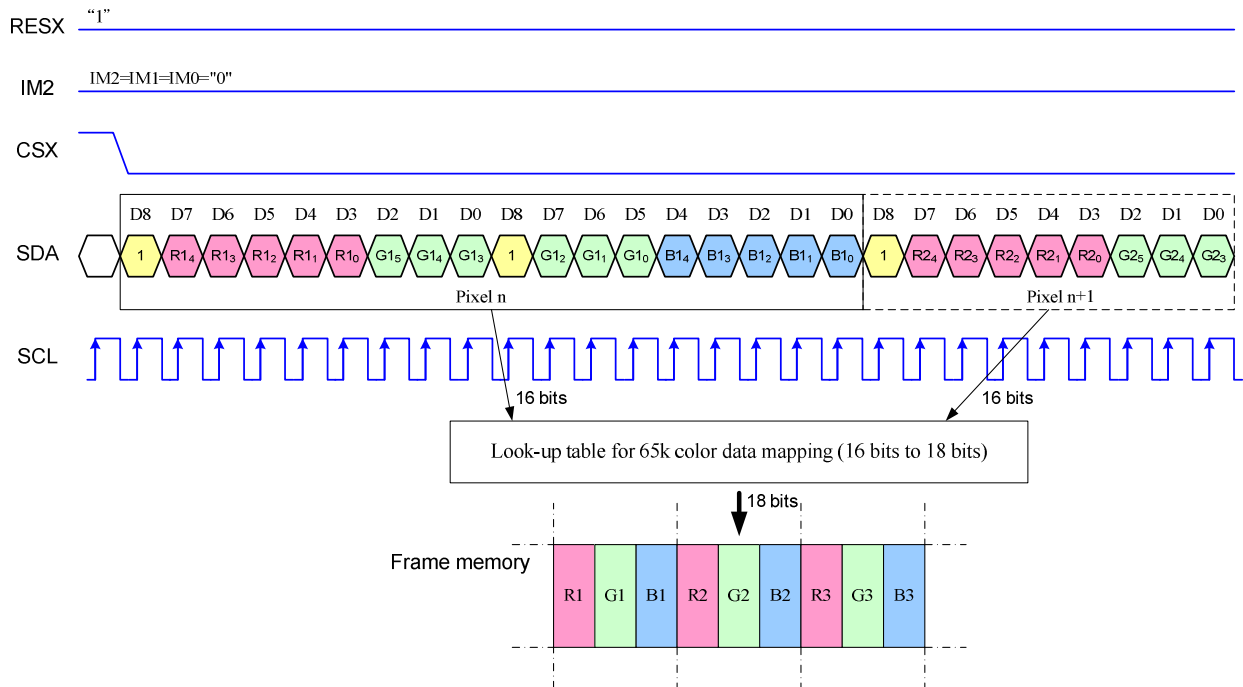 RESX "1"
IM2 IM2=IM1=IM0="0"
CSX
D8 D7 D6 D5 D4 D3 D2 D1 D0 D8 D7 D6 D5 D4 D3 D2 D1 D0 D8 D7 D6 D5 D4 D3 D2 D1 D0
SDA 1 R1₄ R1₃ R1₂ R1₁ R1₀ G1₅ G1₄ G1₃ 1 G1₂ G1₁ G1₀ B1₄ B1₃ B1₂ B1₁ B1₀ 1 R2₄ R2₃ R2₂ R2₁ R2₀ G2₅ G2₄ G2₃
Pixel n Pixel n+1
SCL
16 bits 16 bits
Look-up table for 65k color data mapping (16 bits to 18 bits)
18 bits
Frame memory
R1 G1 B1 R2 G2 B2 R3 G3 B3